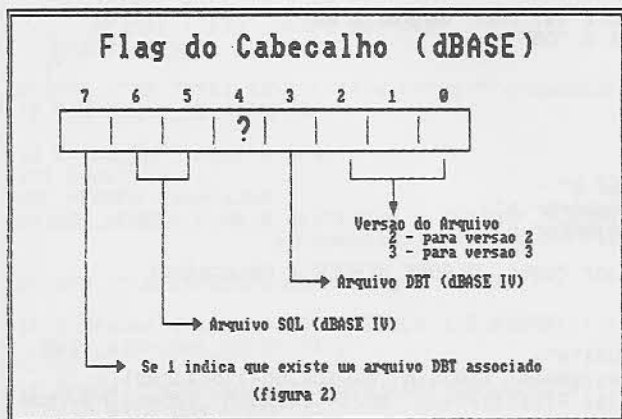 Flag do Cabecalho (dBASE)
7 6 5 4 3 2 1 0
?
Versao do Arquivo
2 - para versao 2
3 - para versao 3
Arquivo DBT (dBASE IV)
Arquivo SQL (dBASE IV)
Se 1 indica que existe um arquivo DBT associado
(figura 2)